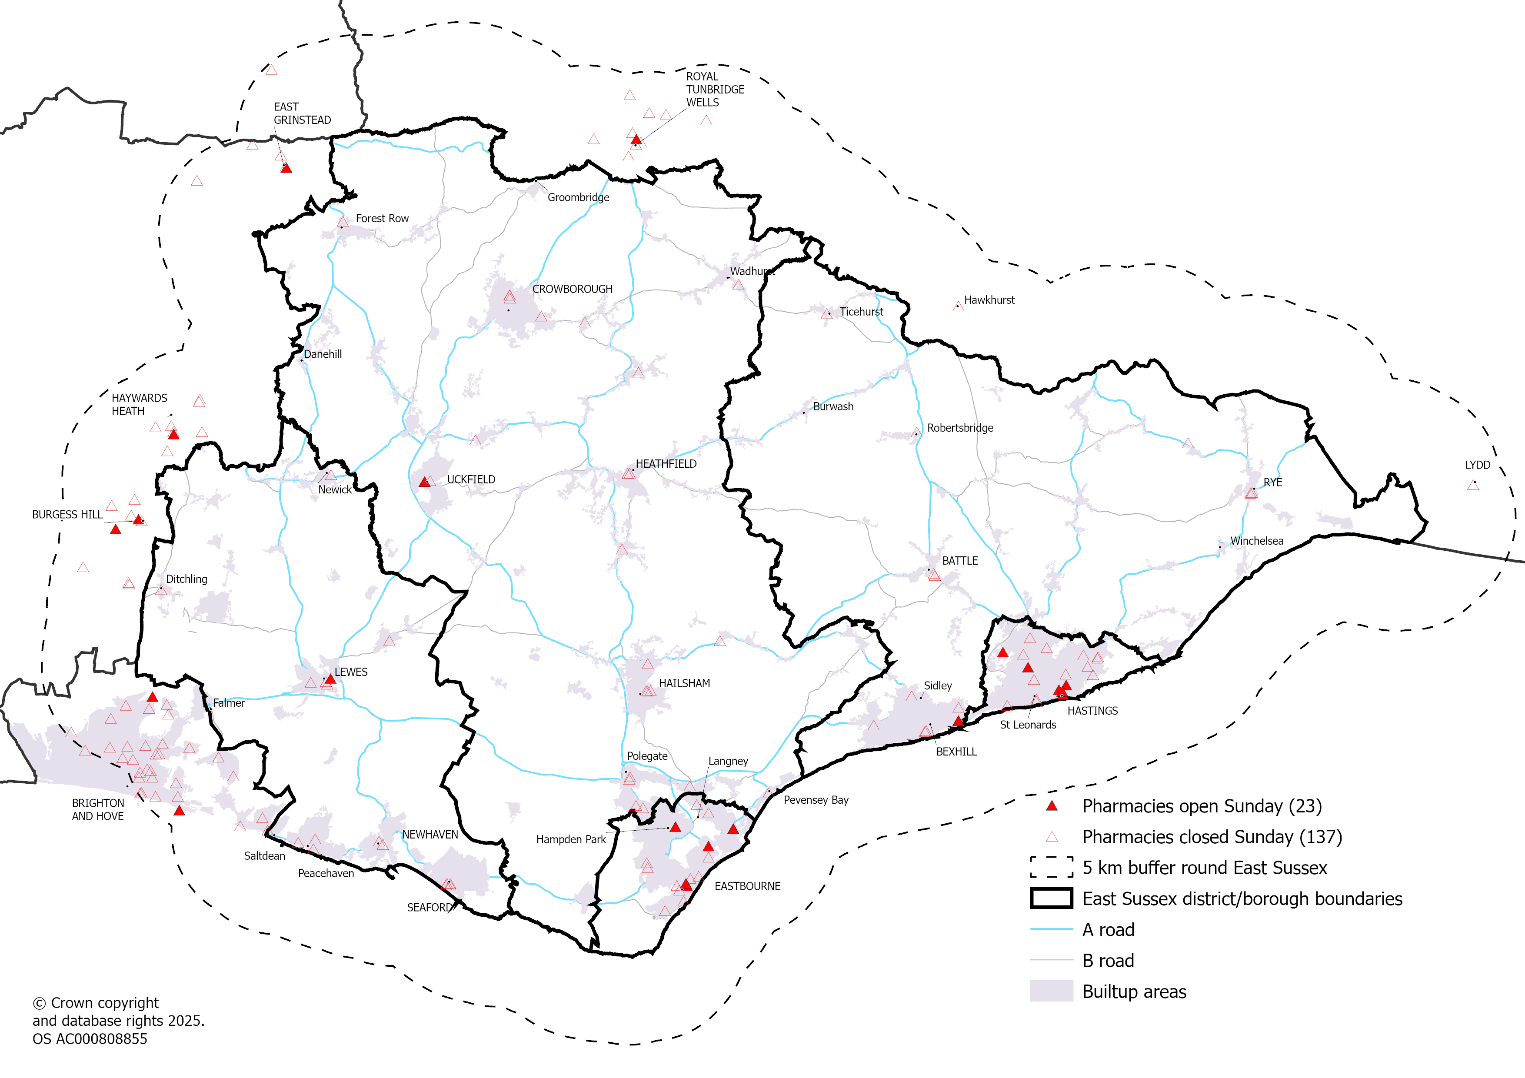 ROYAL
TUNBRIDGE
WELLS
EAST
GRINSTEAD
Groombridge
Forest Row
Wadhurst
CROWBOROUGH
Hawkhurst
Ticehurst
Danehill
HAYWARDS
HEATH
Burwash
Robertsbridge
HEATHFIELD
LYDD
UCKFIELD
RYE
Newick
BURGESS HILL
Winchelsea
BATTLE
Ditchling
LEWES
HAILSHAM
Sidley
Falmer
HASTINGS
St Leonards
BEXHILL
Polegate
Langney
BRIGHTON
AND HOVE
Pevensey Bay
NEWHAVEN
Hampden Park
Saltdean
Peacehaven
EASTBOURNE
SEAFORD
Pharmacies open Sunday (23)
Pharmacies closed Sunday (137)
5 km buffer round East Sussex
East Sussex district/borough boundaries
A road
B road
Builtup areas
© Crown copyright
and database rights 2025.
OS AC000808855